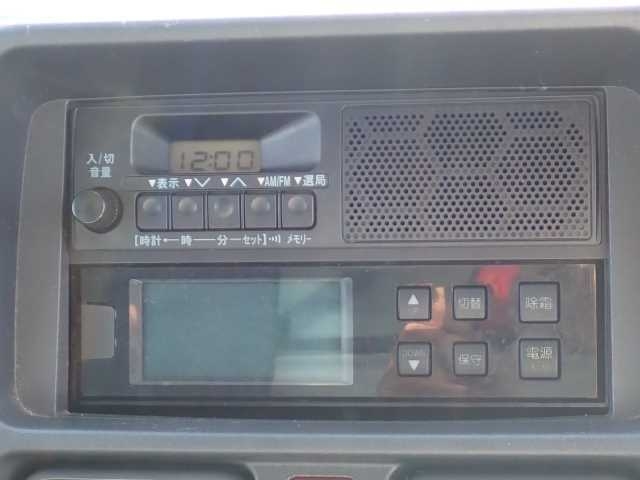 入/切
音量
12:00
▼表示 ▼ ▼ ▼AM/FM ▼選局
【時計 時 分 セット】 メモリー
▲ 切替 除霜
DOWN
▼ 保守 電源